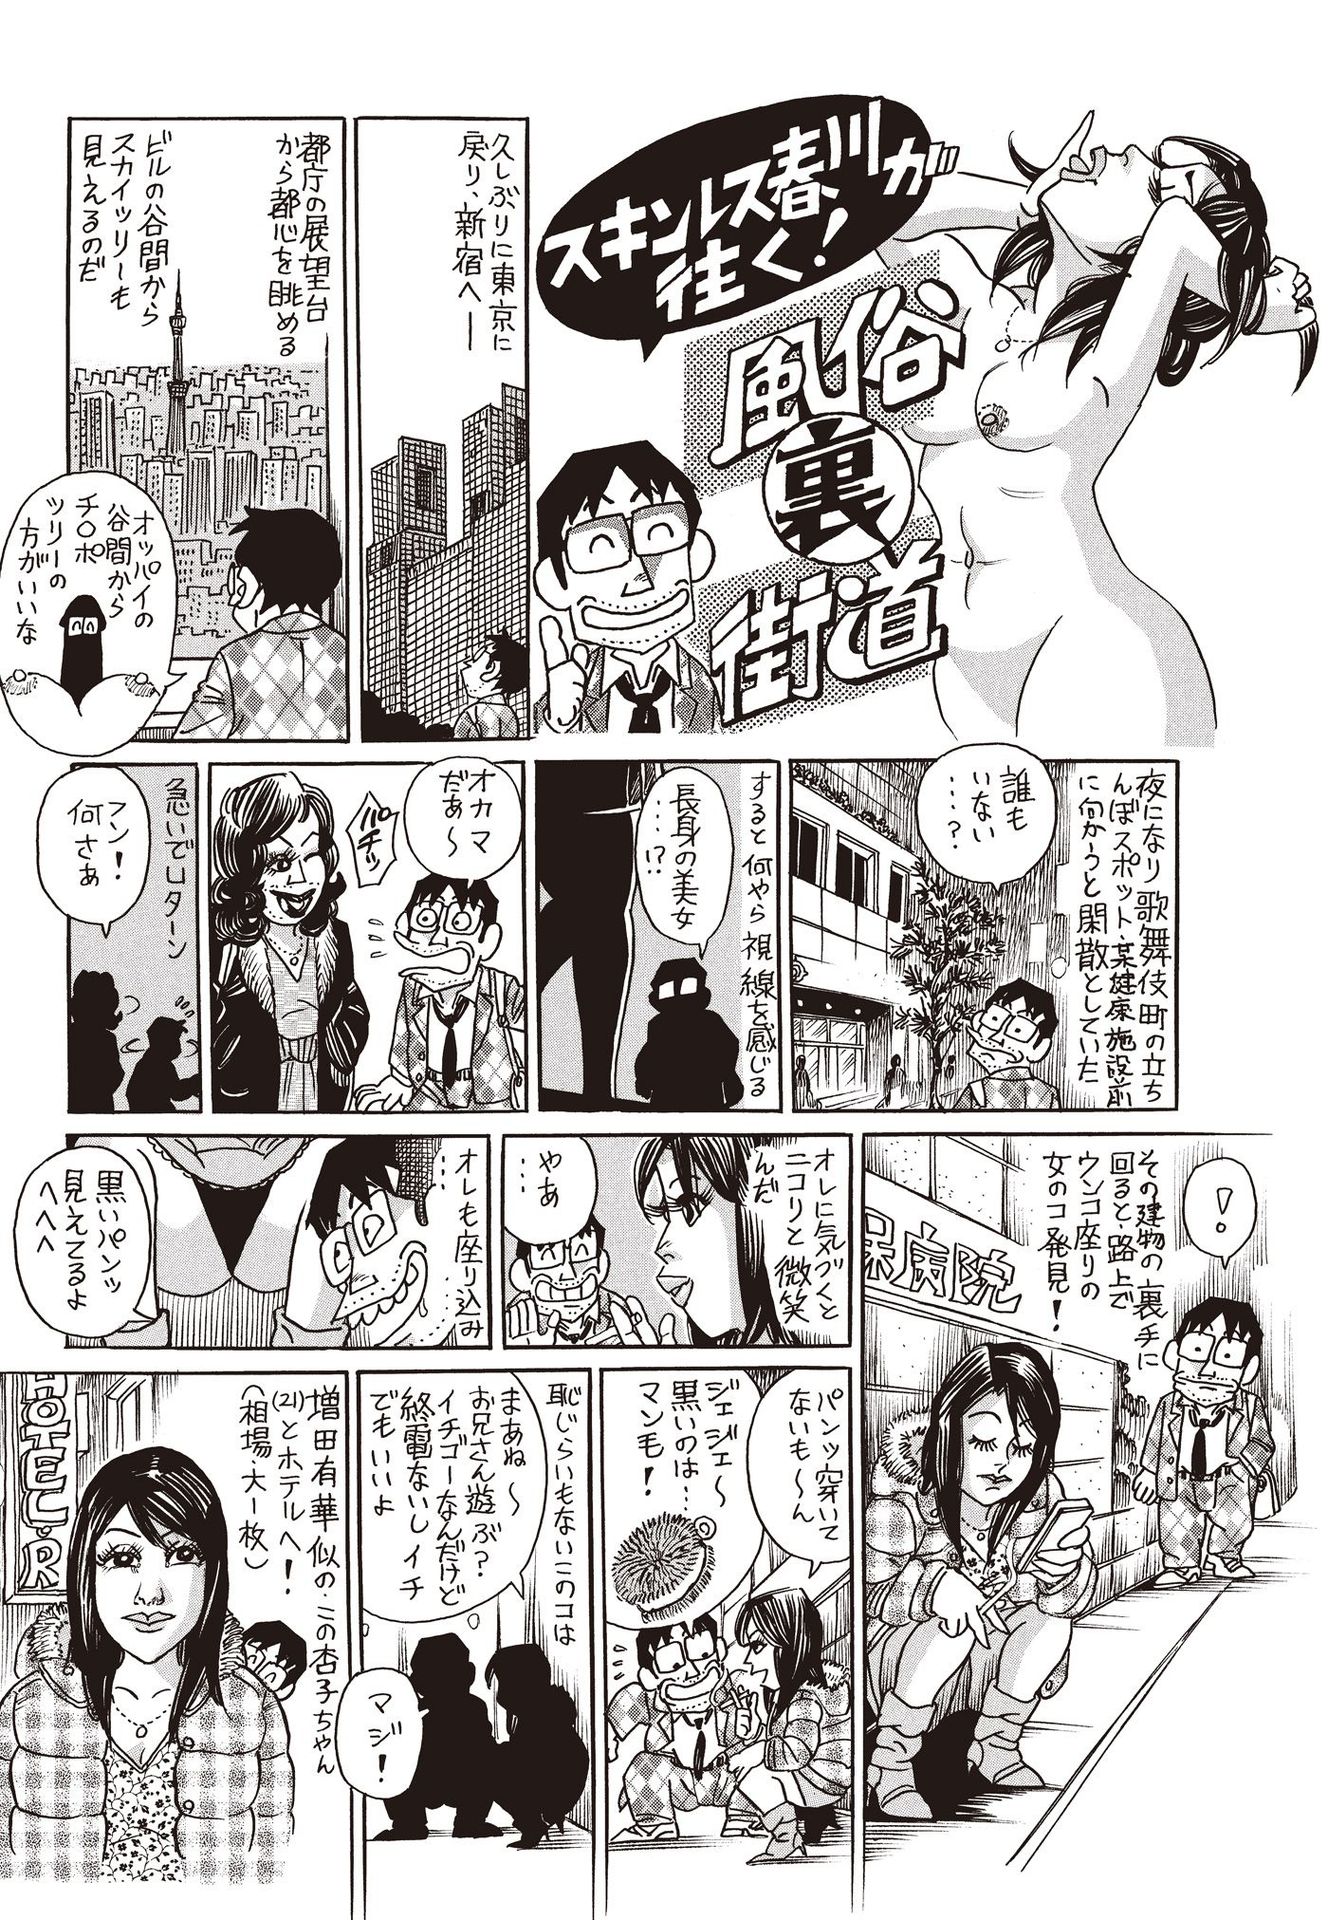 スキンレス春川が
往く!
風俗
裏
街道
久しぶりに東京に
戻り、新宿へ——
都庁の展望台
から都心を眺める
ビルの谷間から
スカイツリーも
見えるのだ
オッパイの
谷間から
チ○ポ
ツリーの
方がいいな
夜になり歌舞伎町の立ち
んぼスポット・某健康施設前
に向かうと閑散としていた
誰も
いない
…?
すると何やら視線を感じる
長身の美女
…!?
オカマ
だぁ〜
バチッ
急いでUターン
フン!
何さぁ
その建物の裏手に
回ると、路上で
ウンコ座りの
女のコ発見!
!
保病院
オレに気づくと
ニコリと微笑
んだ
やぁ
…オレも座り込み
…
黒いパンツ
見えてるよ
へへへ
パンツ穿いて
ないも〜ん
ジェジェ〜
黒いのは…
マン毛!
恥じらいもないこのコは
まあね〜
お兄さん遊ぶ?
イチゴーなんだけど
終電ないしイチ
でもいいよ
マジ!
増田有華似の、この杏子ちゃん
(21)とホテルへ!
(相場大一枚)
HOTEL・R